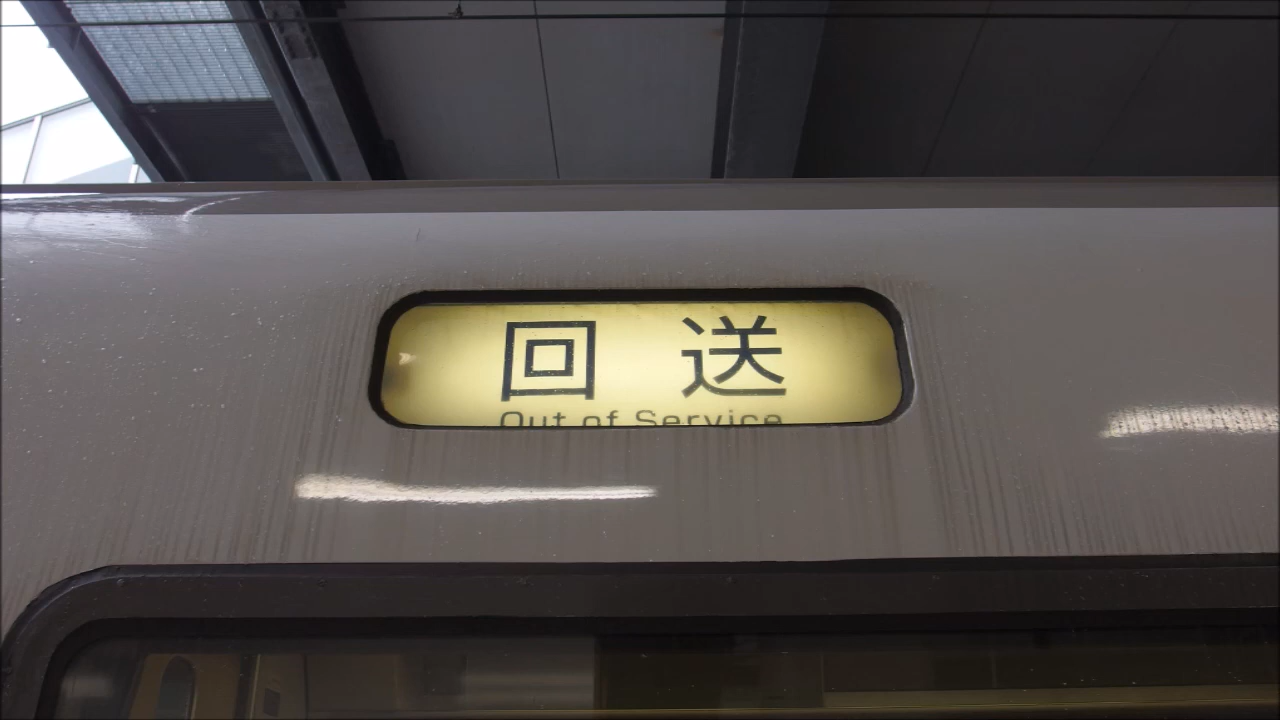 回送
Out of Service